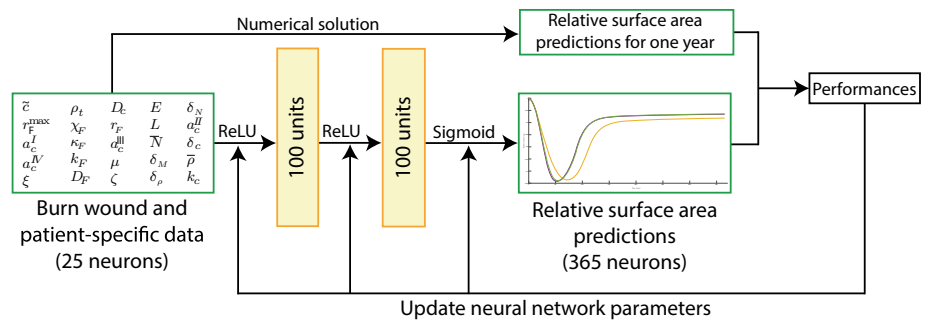 Numerical solution
Relative surface area
predictions for one year
Performances
c̃ ρ_t D_c E δ_N
r_F^max χ_F r_F L a_c^II
a_c^I κ_F a_c^III N̅ δ_c
a_c^IV k_F μ δ_M ρ̅
ξ D_F ζ δ_ρ k_c
ReLU
100 units
ReLU
100 units
Sigmoid
Burn wound and
patient-specific data
(25 neurons)
Relative surface area
predictions
(365 neurons)
Update neural network parameters